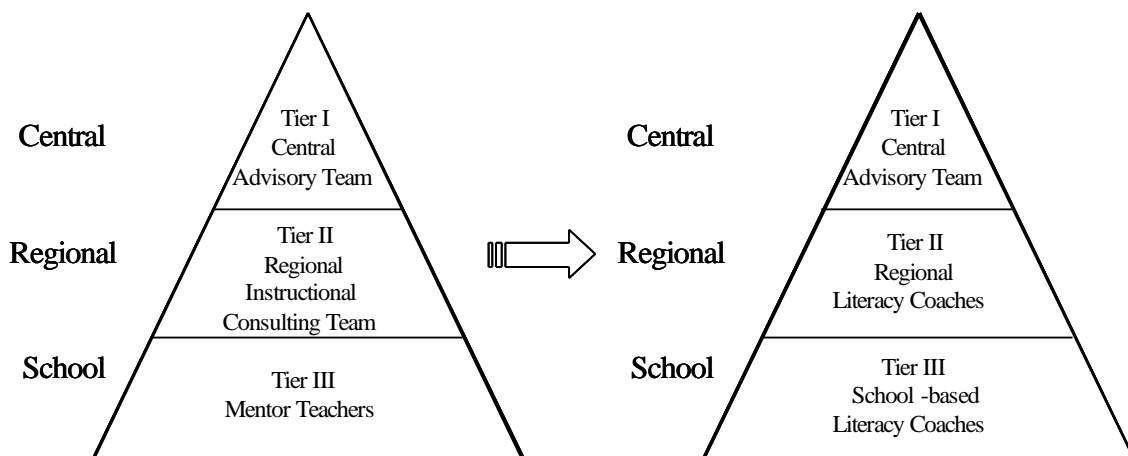 Central
Tier I
Central
Advisory Team
Regional
Tier II
Regional
Instructional
Consulting Team
School
Tier III
Mentor Teachers
Central
Tier I
Central
Advisory Team
Regional
Tier II
Regional
Literacy Coaches
School
Tier III
School -based
Literacy Coaches